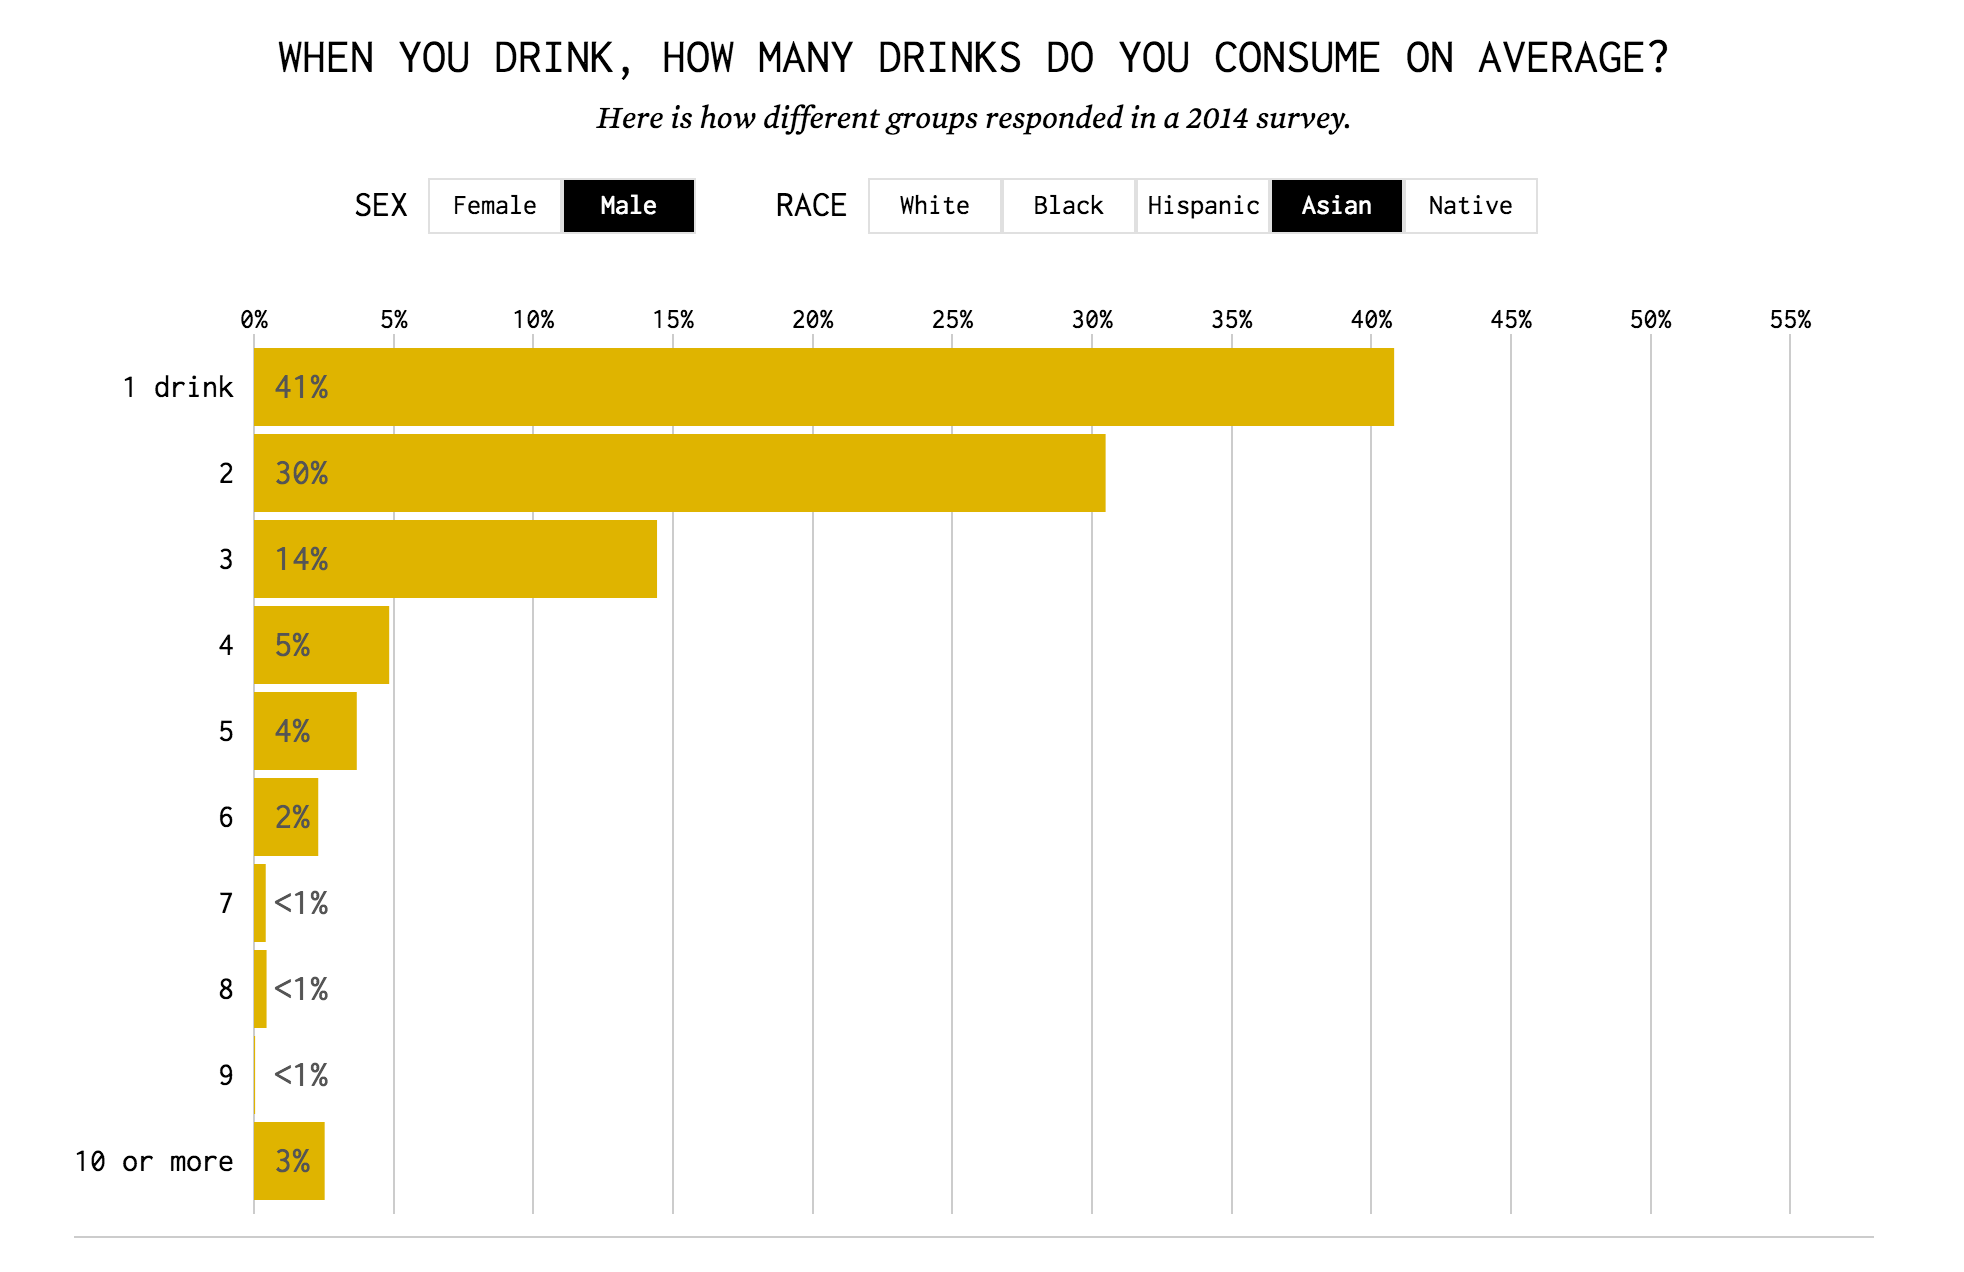 WHEN YOU DRINK, HOW MANY DRINKS DO YOU CONSUME ON AVERAGE?
Here is how different groups responded in a 2014 survey.
SEX Female Male RACE White Black Hispanic Asian Native
0% 5% 10% 15% 20% 25% 30% 35% 40% 45% 50% 55%
1 drink 41%
2 30%
3 14%
4 5%
5 4%
6 2%
7 <1%
8 <1%
9 <1%
10 or more 3%